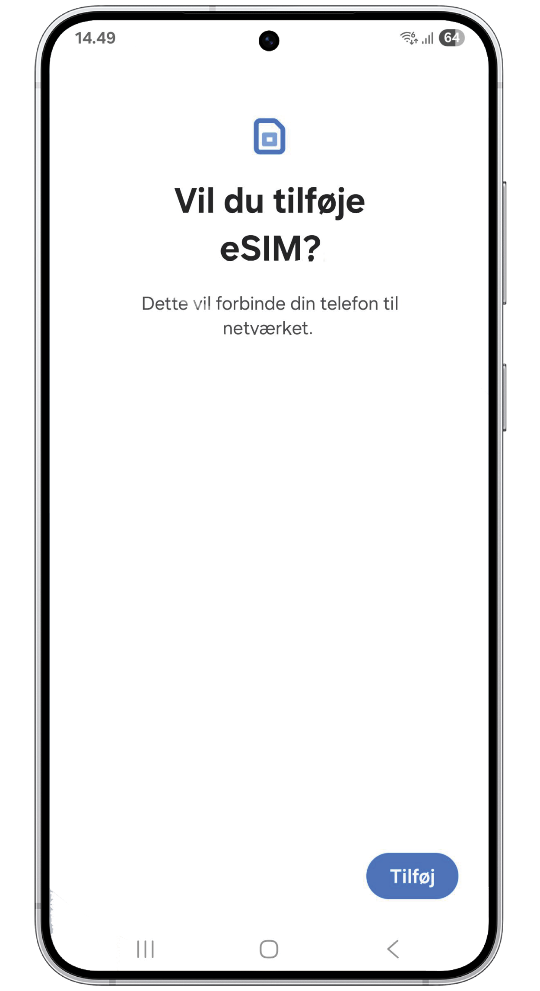 14.49
64
Vil du tilføje
eSIM?
Dette vil forbinde din telefon til
netværket.
Tilføj